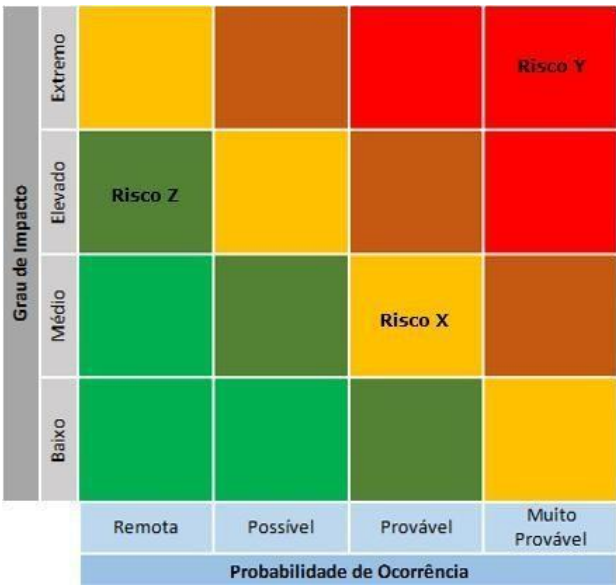 Grau de Impacto
Extremo
Risco Y
Elevado
Risco Z
Médio
Risco X
Baixo
Remota
Possível
Provável
Muito
Provável
Probabilidade de Ocorrência